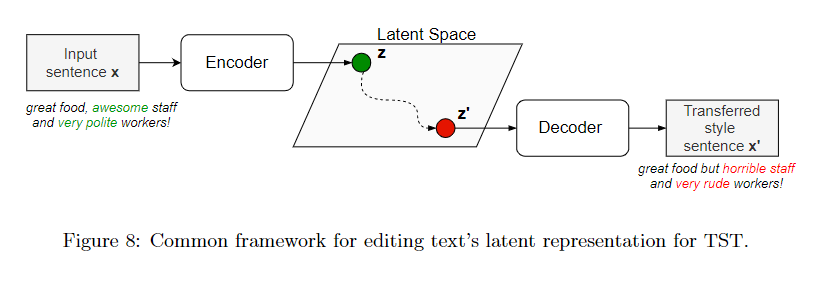 Latent Space
Input
sentence x
Encoder
z
great food, awesome staff
and very polite workers!
z'
Decoder
Transferred
style
sentence x'
great food but horrible staff
and very rude workers!
Figure 8: Common framework for editing text's latent representation for TST.